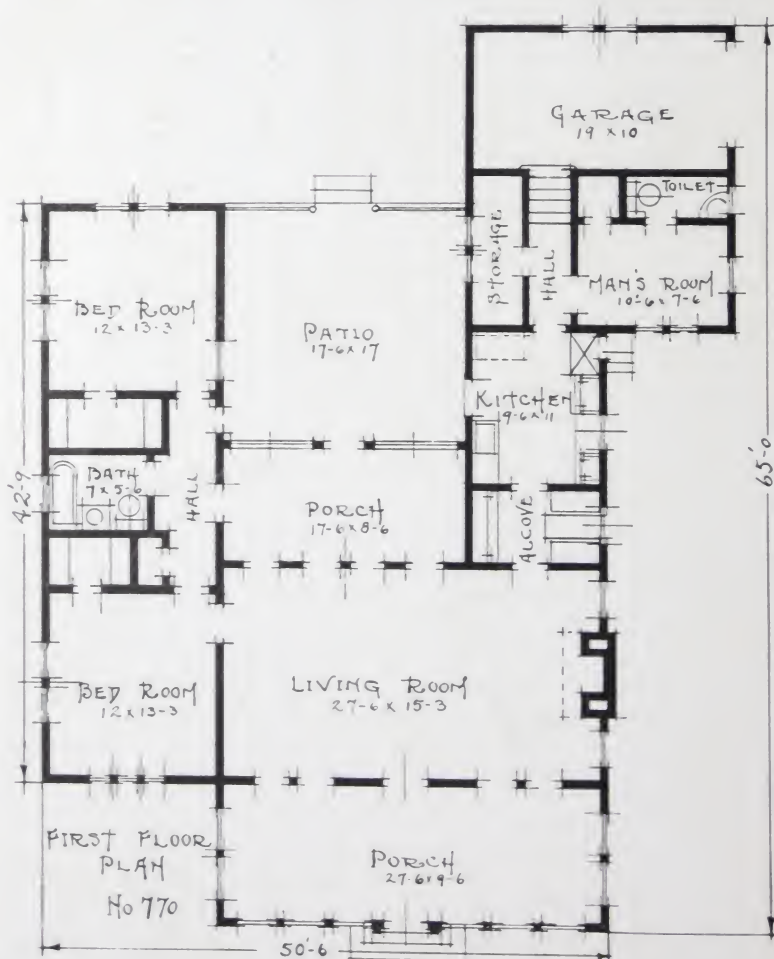 GARAGE
19 x 10
TOILET
STORAGE
HALL
MAN'S ROOM
10'-6 x 7-6
BED ROOM
12 x 13-3
PATIO
17-6 x 17
KITCHEN
9-6 x 11
BATH
7 x 5-6
HALL
42'-9
65'-0
PORCH
17-6 x 8-6
ALCOVE
BED ROOM
12 x 13-3
LIVING ROOM
27-6 x 15-3
FIRST FLOOR
PLAN
No 770
PORCH
27-6 x 9-6
50'-6